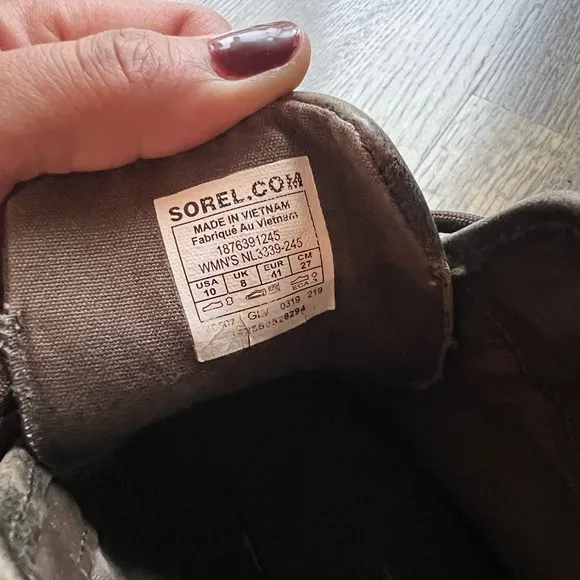 SOREL.COM
MADE IN VIETNAM
Fabriqué Au Vietnam
1876391245
WMN'S NL3339-245
USA UK EUR CM
10 8 41 27
GLV 0319 219